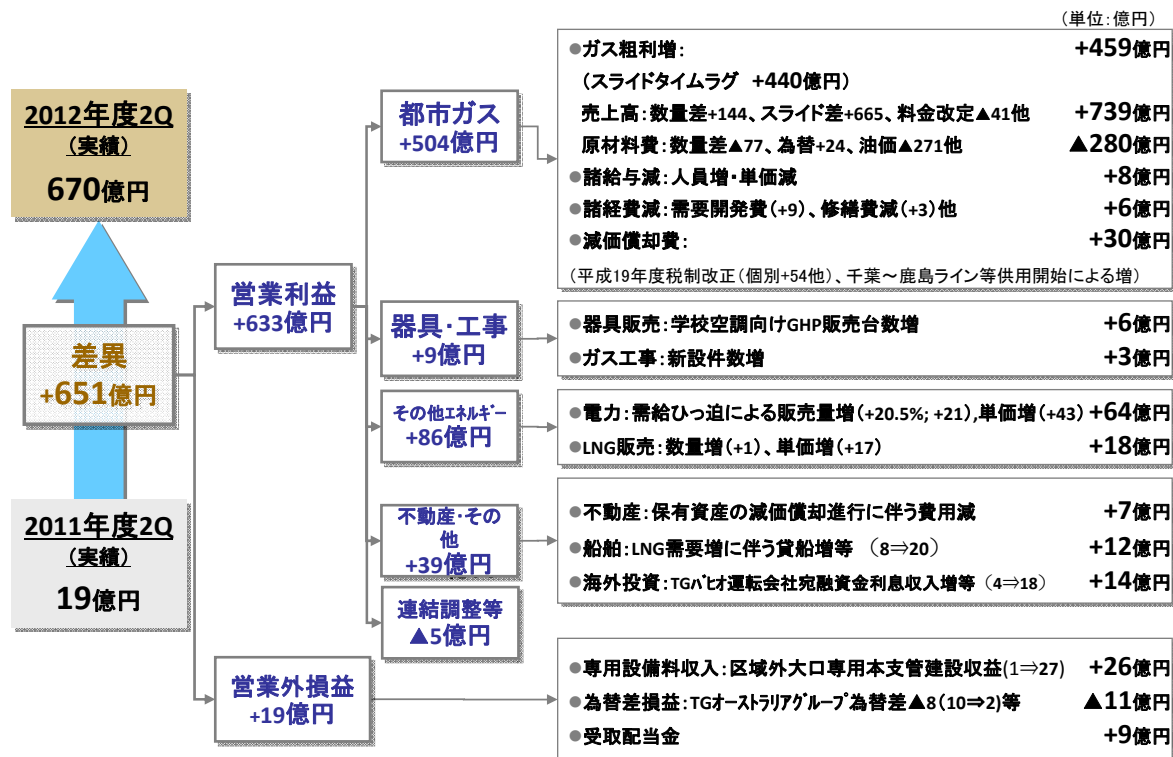 (単位:億円)
2012年度2Q
(実績)
670億円
差異
+651億円
2011年度2Q
(実績)
19億円
営業利益
+633億円
営業外損益
+19億円
都市ガス
+504億円
器具・工事
+9億円
その他エネルギー
+86億円
不動産・その
他
+39億円
連結調整等
▲5億円
●ガス粗利増: +459億円
(スライドタイムラグ +440億円)
売上高:数量差+144、スライド差+665、料金改定▲41他 +739億円
原材料費:数量差▲77、為替+24、油価▲271他 ▲280億円
●諸給与減:人員増・単価減 +8億円
●諸経費減:需要開発費(+9)、修繕費減(+3)他 +6億円
●減価償却費: +30億円
(平成19年度税制改正(個別+54他)、千葉~鹿島ライン等供用開始による増)
●器具販売:学校空調向けGHP販売台数増 +6億円
●ガス工事:新設件数増 +3億円
●電力:需給ひっ迫による販売量増(+20.5%; +21),単価増(+43) +64億円
●LNG販売:数量増(+1)、単価増(+17) +18億円
●不動産:保有資産の減価償却進行に伴う費用減 +7億円
●船舶:LNG需要増に伴う貸船増等 (8⇒20) +12億円
●海外投資:TGバヒオ運転会社宛融資金利息収入増等 (4⇒18) +14億円
●専用設備料収入:区域外大口専用本支管建設収益(1⇒27) +26億円
●為替差損益:TGオーストラリアグループ為替差▲8(10⇒2)等 ▲11億円
●受取配当金 +9億円